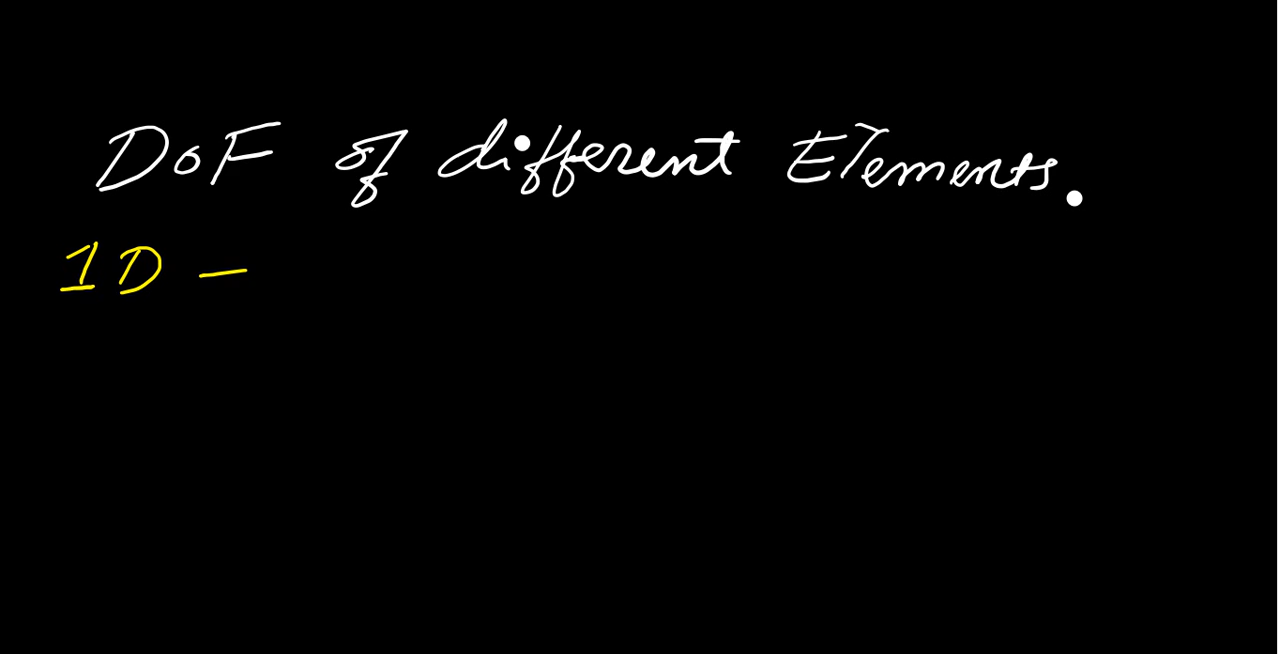 DoF of different Elements.
1D -